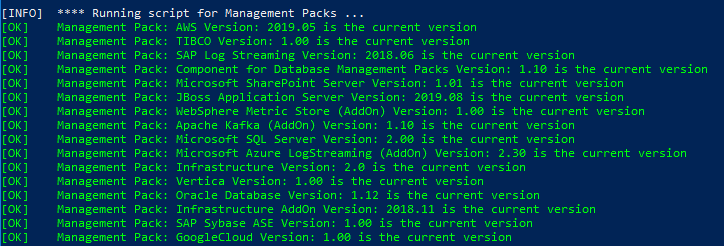 [INFO] **** Running script for Management Packs ...
[OK] Management Pack: AWS Version: 2019.05 is the current version
[OK] Management Pack: TIBCO Version: 1.00 is the current version
[OK] Management Pack: SAP Log Streaming Version: 2018.06 is the current version
[OK] Management Pack: Component for Database Management Packs Version: 1.10 is the current version
[OK] Management Pack: Microsoft SharePoint Server Version: 1.01 is the current version
[OK] Management Pack: JBoss Application Server Version: 2019.08 is the current version
[OK] Management Pack: WebSphere Metric Store (AddOn) Version: 1.00 is the current version
[OK] Management Pack: Apache Kafka (AddOn) Version: 1.10 is the current version
[OK] Management Pack: Microsoft SQL Server Version: 2.00 is the current version
[OK] Management Pack: Microsoft Azure LogStreaming (AddOn) Version: 2.30 is the current version
[OK] Management Pack: Infrastructure Version: 2.0 is the current version
[OK] Management Pack: Vertica Version: 1.00 is the current version
[OK] Management Pack: Oracle Database Version: 1.12 is the current version
[OK] Management Pack: Infrastructure AddOn Version: 2018.11 is the current version
[OK] Management Pack: SAP Sybase ASE Version: 1.00 is the current version
[OK] Management Pack: GoogleCloud Version: 1.00 is the current version